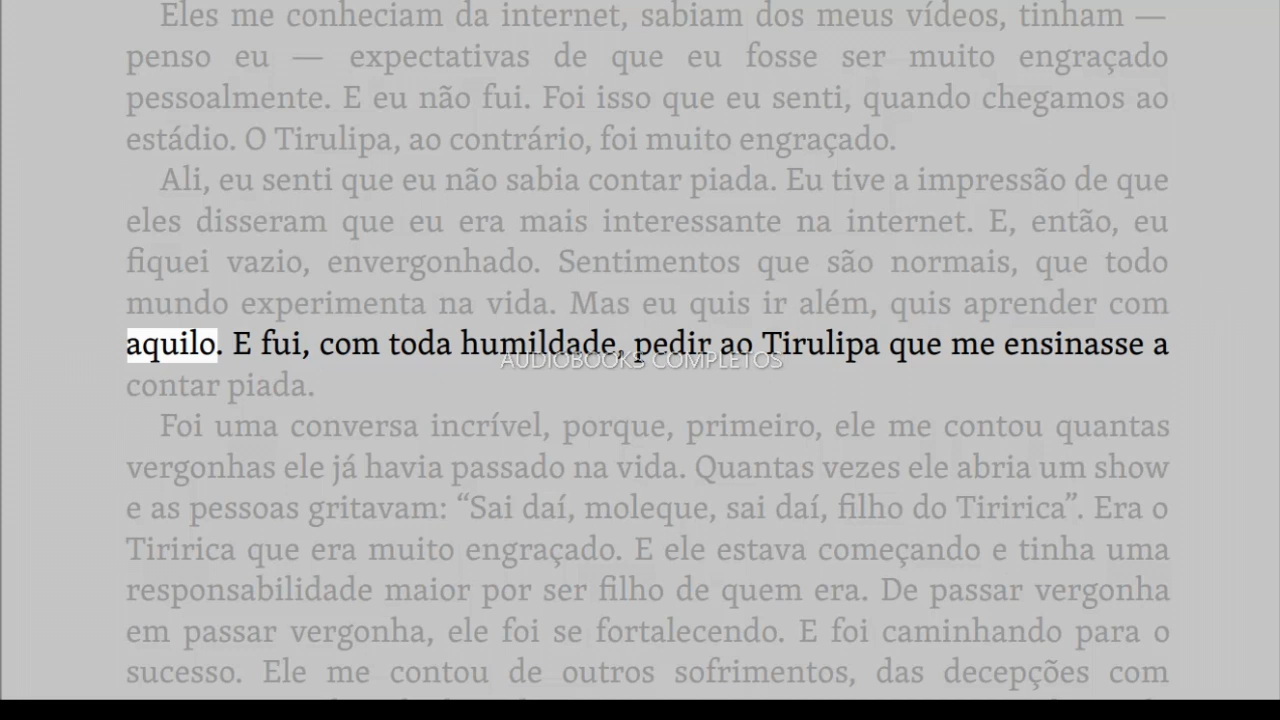 Eles me conheciam da internet, sabiam dos meus vídeos, tinham —
penso eu — expectativas de que eu fosse ser muito engraçado
pessoalmente. E eu não fui. Foi isso que eu senti, quando chegamos ao
estádio. O Tirulipa, ao contrário, foi muito engraçado.
Ali, eu senti que eu não sabia contar piada. Eu tive a impressão de que
eles disseram que eu era mais interessante na internet. E, então, eu
fiquei vazio, envergonhado. Sentimentos que são normais, que todo
mundo experimenta na vida. Mas eu quis ir além, quis aprender com
aquilo. E fui, com toda humildade, pedir ao Tirulipa que me ensinasse a
AUDIOBOOKS COMPLETOS
contar piada.
Foi uma conversa incrível, porque, primeiro, ele me contou quantas
vergonhas ele já havia passado na vida. Quantas vezes ele abria um show
e as pessoas gritavam: “Sai daí, moleque, sai daí, filho do Tiririca”. Era o
Tiririca que era muito engraçado. E ele estava começando e tinha uma
responsabilidade maior por ser filho de quem era. De passar vergonha
em passar vergonha, ele foi se fortalecendo. E foi caminhando para o
sucesso. Ele me contou de outros sofrimentos, das decepções com